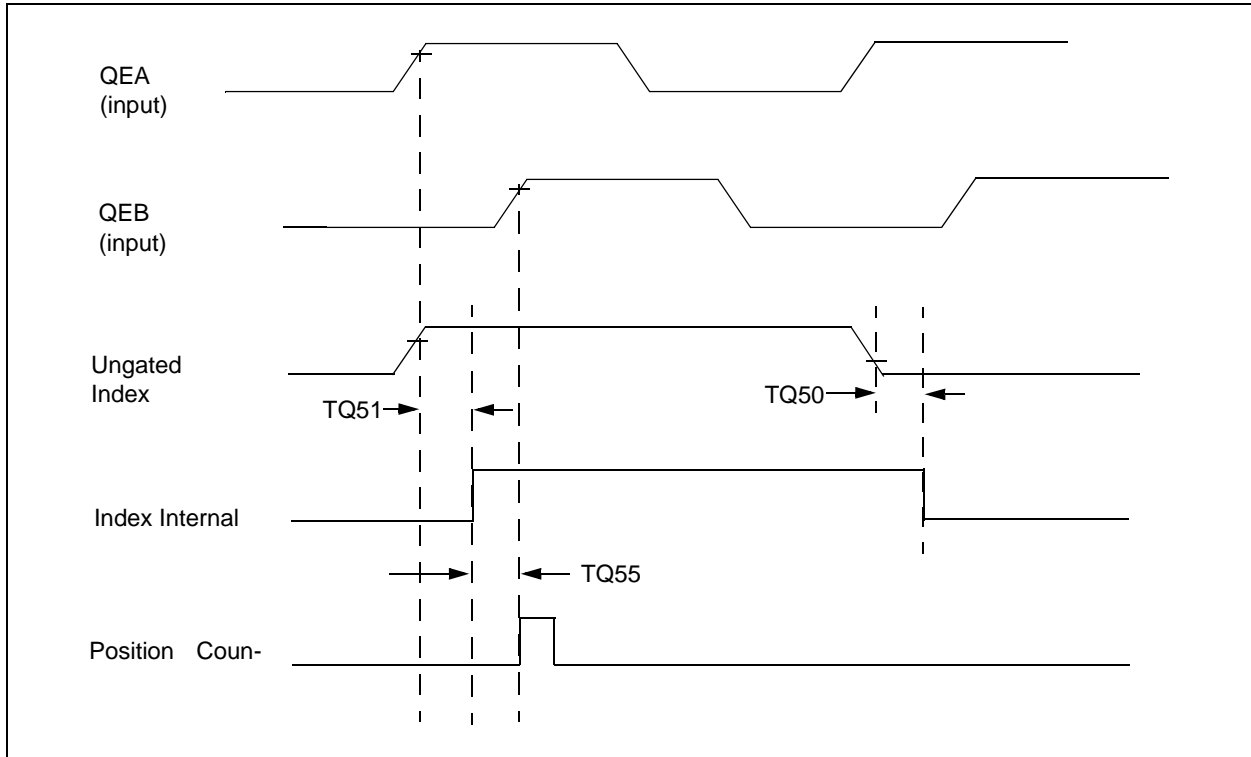 QEA
(input)
QEB
(input)
Ungated
Index
TQ51
TQ50
Index Internal
TQ55
Position Coun-